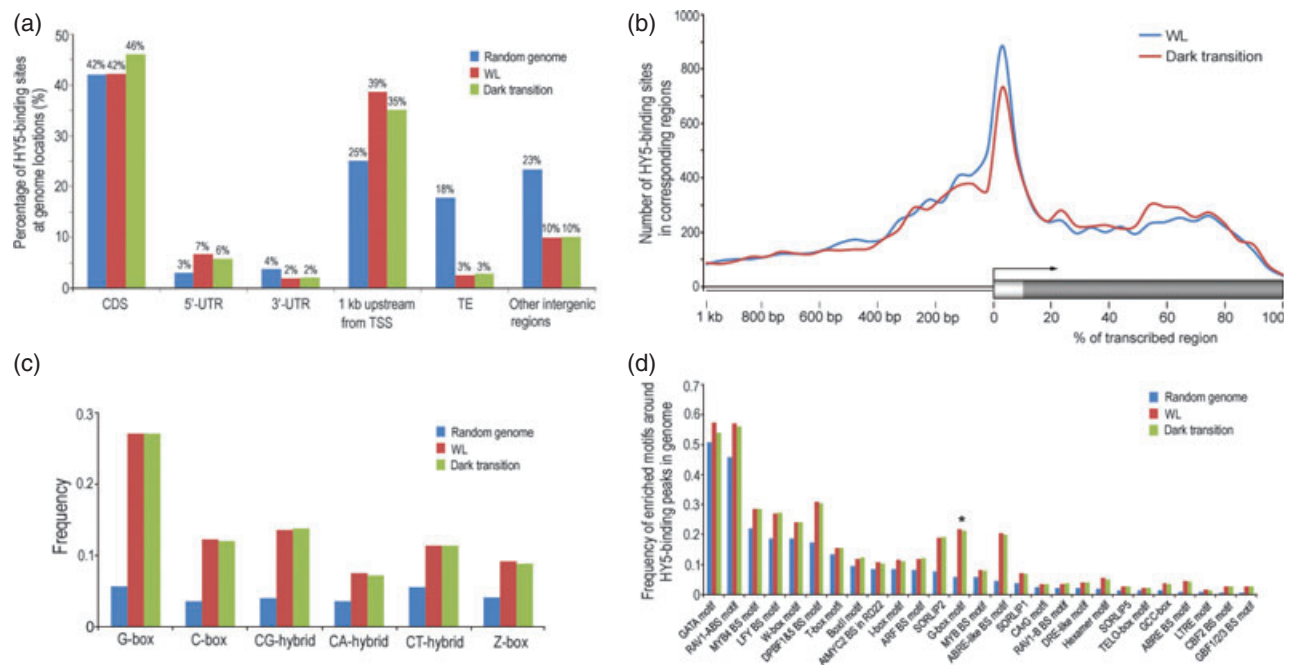 (a)
Percentage of HY5-binding sites
at genome locations (%)
50
40
30
20
10
0
42%
42%
46%
3%
7%
6%
4%
2%
2%
25%
39%
35%
18%
3%
3%
23%
10%
10%
Random genome
WL
Dark transition
CDS
5'-UTR
3'-UTR
1 kb upstream
from TSS
TE
Other intergenic
regions
(b)
Number of HY5-binding sites
in corresponding regions
1000
800
600
400
200
0
WL
Dark transition
1 kb
800 bp
600 bp
400 bp
200 bp
0
20
40
60
80
100
% of transcribed region
(c)
Frequency
0.3
0.2
0.1
0
Random genome
WL
Dark transition
G-box
C-box
CG-hybrid
CA-hybrid
CT-hybrid
Z-box
(d)
Frequency of enriched motifs around
HY5-binding peaks in genome
0.7
0.6
0.5
0.4
0.3
0.2
0.1
0
Random genome
WL
Dark transition
*
GATA motif
RAV1-ABS motif
MYB4 BS motif
LFY BS motif
W-box motif
DPBF1&5 BS motif
T-box motif
BoxII motif
AtMYC2 BS in RD22
I-box motif
ARF BS motif
SORLIP2
G-box motif
MYB BS motif
ABRE-like BS motif
SORLIP1
CArG motif
RAV1-B BS motif
DRE-like motif
Hexamer motif
SORLIP5
TELO-box motif
GCC-box
ABRE BS motif
LTRE motif
CBF2 BS motif
GBF1/2/3 BS motif